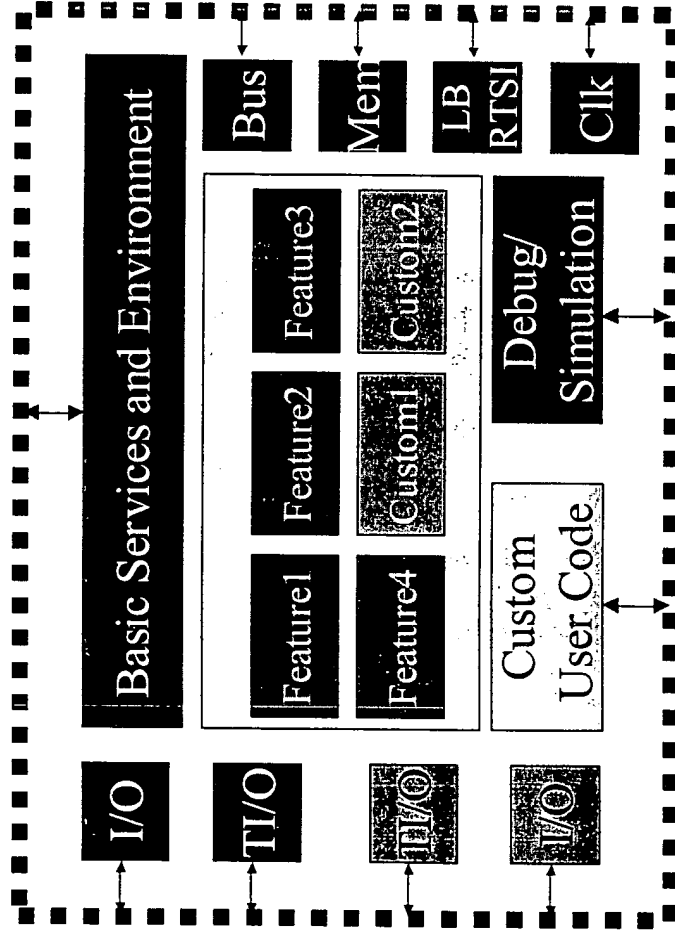 Basic Services and Environment
I/O
TI/O
TI/O
I/O
Feature1
Feature2
Feature3
Feature4
Custom1
Custom2
Bus
Mem
LB
RTSI
Clk
Custom
User Code
Debug/
Simulation